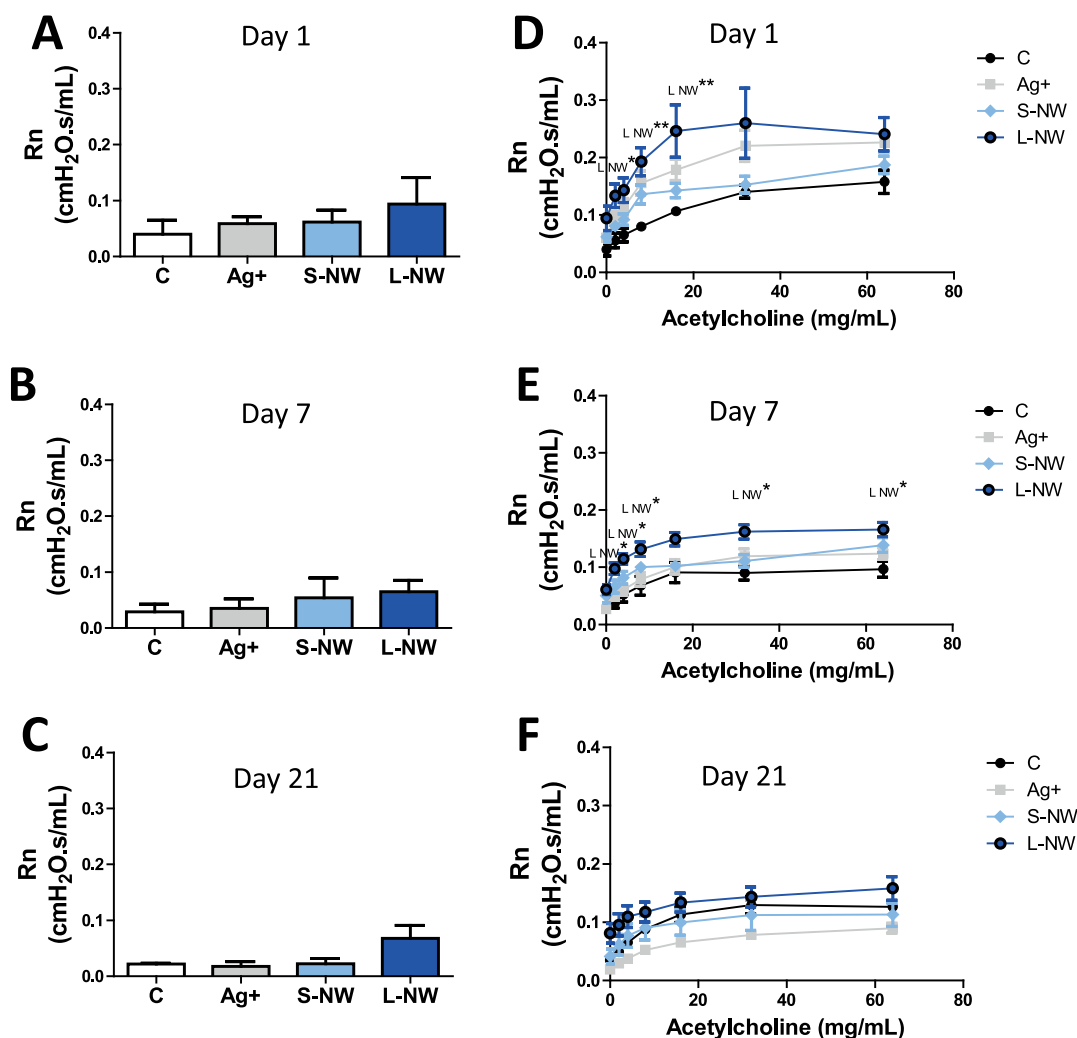 A
Day 1
Rn
(cmH2O.s/mL)
0.4
0.3
0.2
0.1
0.0
C Ag+ S-NW L-NW
D
Day 1
Rn
(cmH2O.s/mL)
0.4
0.3
0.2
0.1
0.0
L NW*
L NW**
L NW**
0 20 40 60 80
Acetylcholine (mg/mL)
C
Ag+
S-NW
L-NW
B
Day 7
Rn
(cmH2O.s/mL)
0.4
0.3
0.2
0.1
0.0
C Ag+ S-NW L-NW
E
Day 7
Rn
(cmH2O.s/mL)
0.4
0.3
0.2
0.1
0.0
L NW*
L NW*
L NW*
L NW*
L NW*
0 20 40 60 80
Acetylcholine (mg/mL)
C
Ag+
S-NW
L-NW
C
Day 21
Rn
(cmH2O.s/mL)
0.4
0.3
0.2
0.1
0.0
C Ag+ S-NW L-NW
F
Day 21
Rn
(cmH2O.s/mL)
0.4
0.3
0.2
0.1
0.0
0 20 40 60 80
Acetylcholine (mg/mL)
C
Ag+
S-NW
L-NW